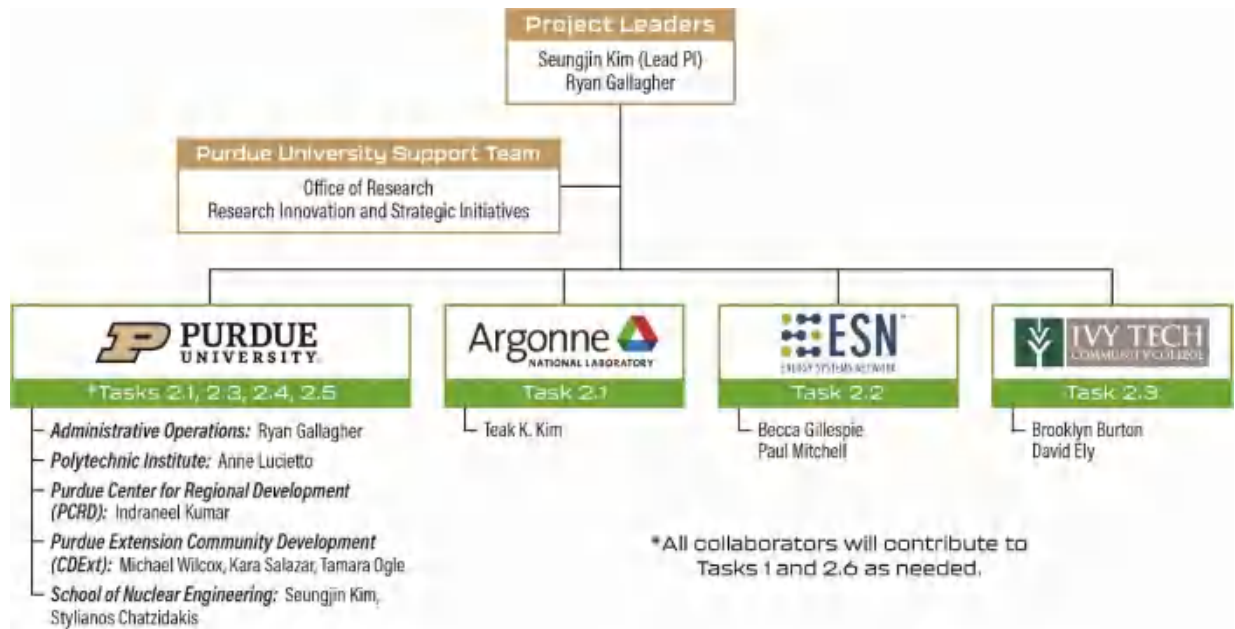 Project Leaders
Seungjin Kim (Lead PI)
Ryan Gallagher
Purdue University Support Team
Office of Research
Research Innovation and Strategic Initiatives
PURDUE
UNIVERSITY
*Tasks 2.1, 2.3, 2.4, 2.5
Administrative Operations: Ryan Gallagher
Polytechnic Institute: Anne Lucietto
Purdue Center for Regional Development
(PCRD): Indraneel Kumar
Purdue Extension Community Development
(CDExt): Michael Wilcox, Kara Salazar, Tamara Ogle
School of Nuclear Engineering: Seungjin Kim,
Stylianos Chatzidakis
Argonne
NATIONAL LABORATORY
Task 2.1
Teak K. Kim
ESN
ENERGY SYSTEMS NETWORK
Task 2.2
Becca Gillespie
Paul Mitchell
IVY TECH
COMMUNITY COLLEGE
Task 2.3
Brooklyn Burton
David Ely
*All collaborators will contribute to
Tasks 1 and 2.6 as needed.